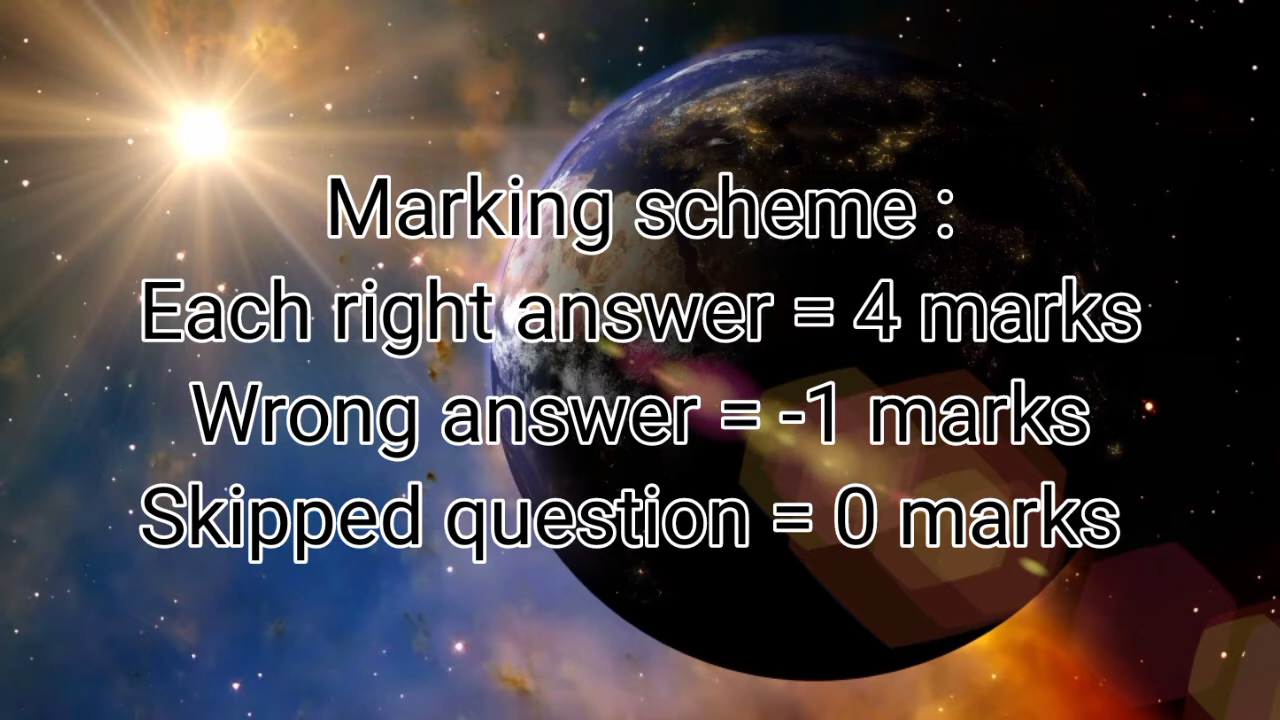 Marking scheme :
Each right answer = 4 marks
Wrong answer = -1 marks
Skipped question = 0 marks